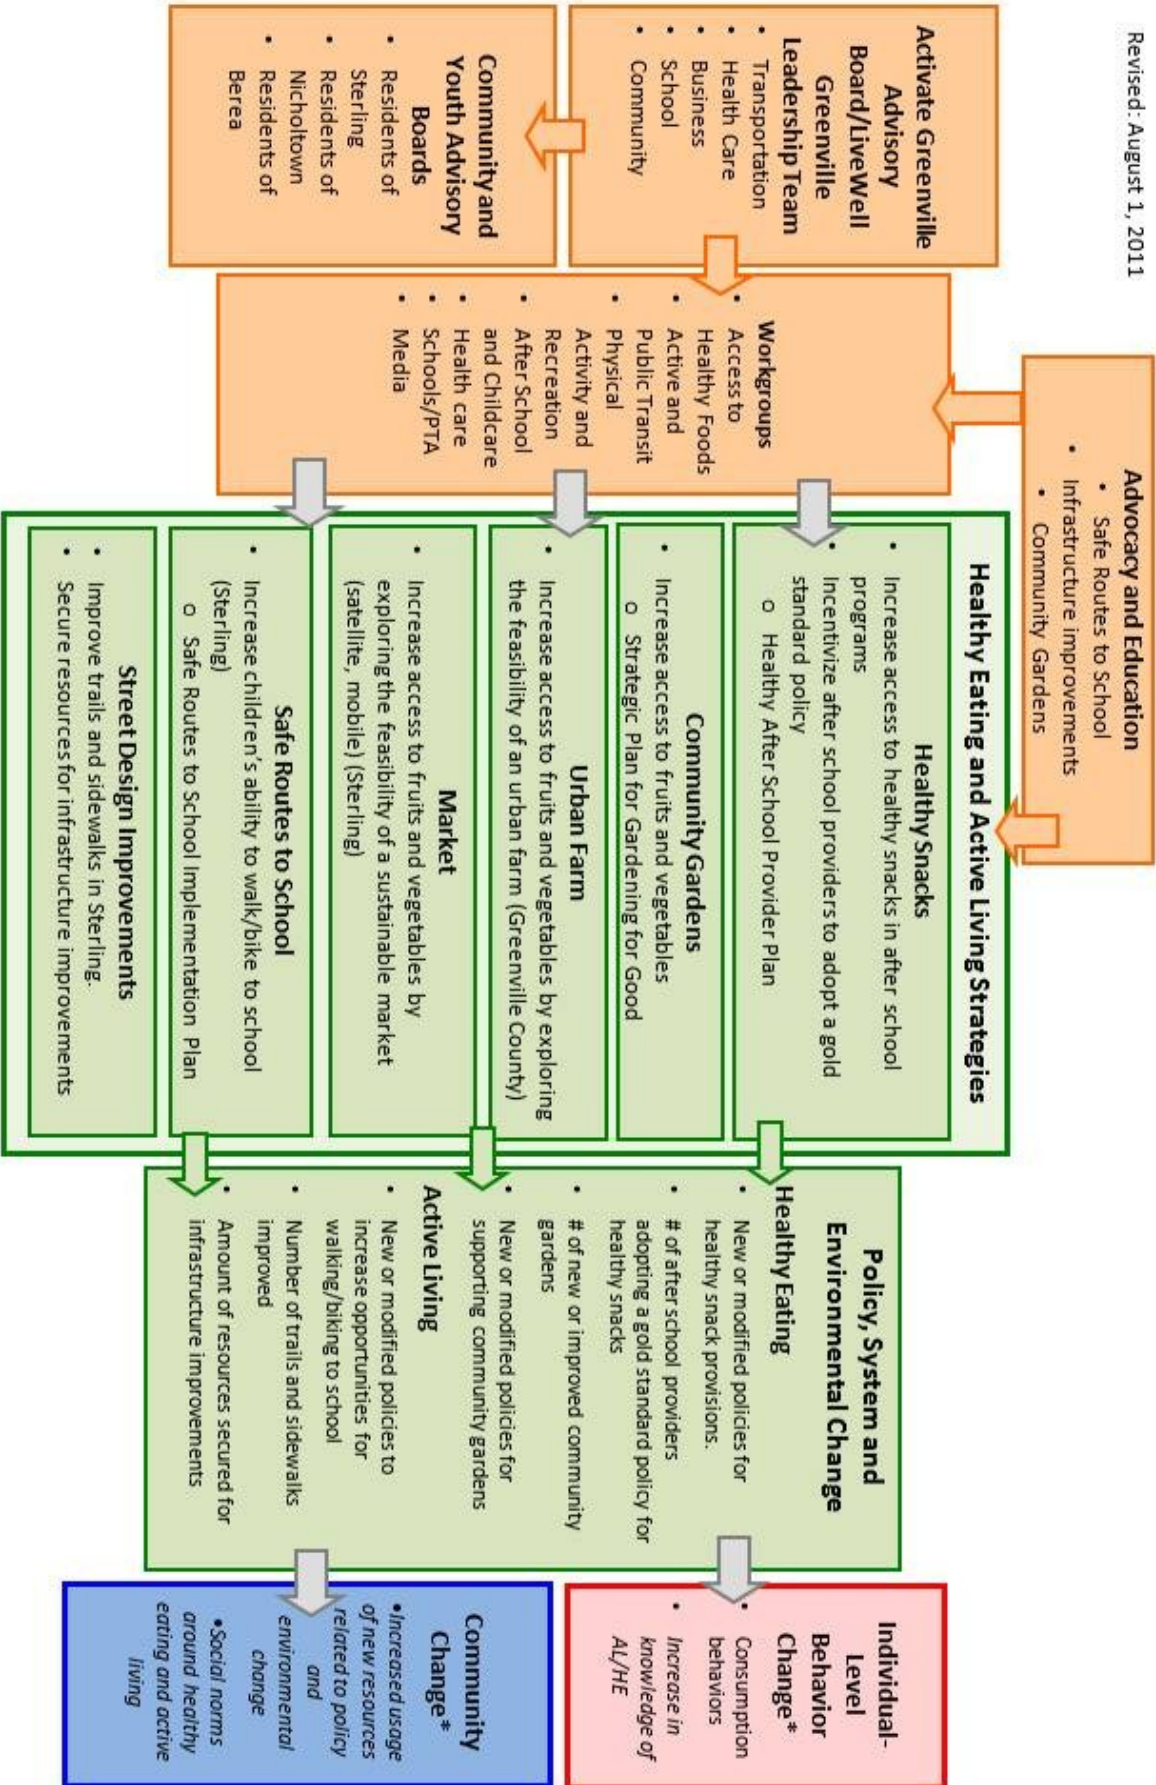 Revised: August 1, 2011
Advocacy and Education
• Safe Routes to School
• Infrastructure improvements
• Community Gardens
Activate Greenville
Advisory
Board/LiveWell
Greenville
Leadership Team
• Transportation
• Health Care
• Business
• School
• Community
Community and
Youth Advisory
Boards
• Residents of
Sterling
• Residents of
Nicholtown
• Residents of
Berea
Workgroups
• Access to
Healthy Foods
• Active and
Public Transit
• Physical
Activity and
Recreation
• After School
and Childcare
• Health care
• Schools/PTA
• Media
Healthy Eating and Active Living Strategies
Healthy Snacks
• Increase access to healthy snacks in after school
programs
• Incentivize after school providers to adopt a gold
standard policy
o Healthy After School Provider Plan
Community Gardens
• Increase access to fruits and vegetables
o Strategic Plan for Gardening for Good
Urban Farm
• Increase access to fruits and vegetables by exploring
the feasibility of an urban farm (Greenville County)
Market
• Increase access to fruits and vegetables by
exploring the feasibility of a sustainable market
(satellite, mobile) (Sterling)
Safe Routes to School
• Increase children's ability to walk/bike to school
(Sterling)
o Safe Routes to School Implementation Plan
Street Design Improvements
• Improve trails and sidewalks in Sterling.
• Secure resources for infrastructure improvements
Policy, System and
Environmental Change
Healthy Eating
• New or modified policies for
healthy snack provisions.
• # of after school providers
adopting a gold standard policy for
healthy snacks
• # of new or improved community
gardens
• New or modified policies for
supporting community gardens
Active Living
• New or modified policies to
increase opportunities for
walking/biking to school
• Number of trails and sidewalks
improved
• Amount of resources secured for
infrastructure improvements
Individual-
Level
Behavior
Change*
• Consumption
behaviors
• Increase in
knowledge of
AL/HE
Community
Change*
•Increased usage
of new resources
related to policy
and
environmental
change
•Social norms
around healthy
eating and active
living